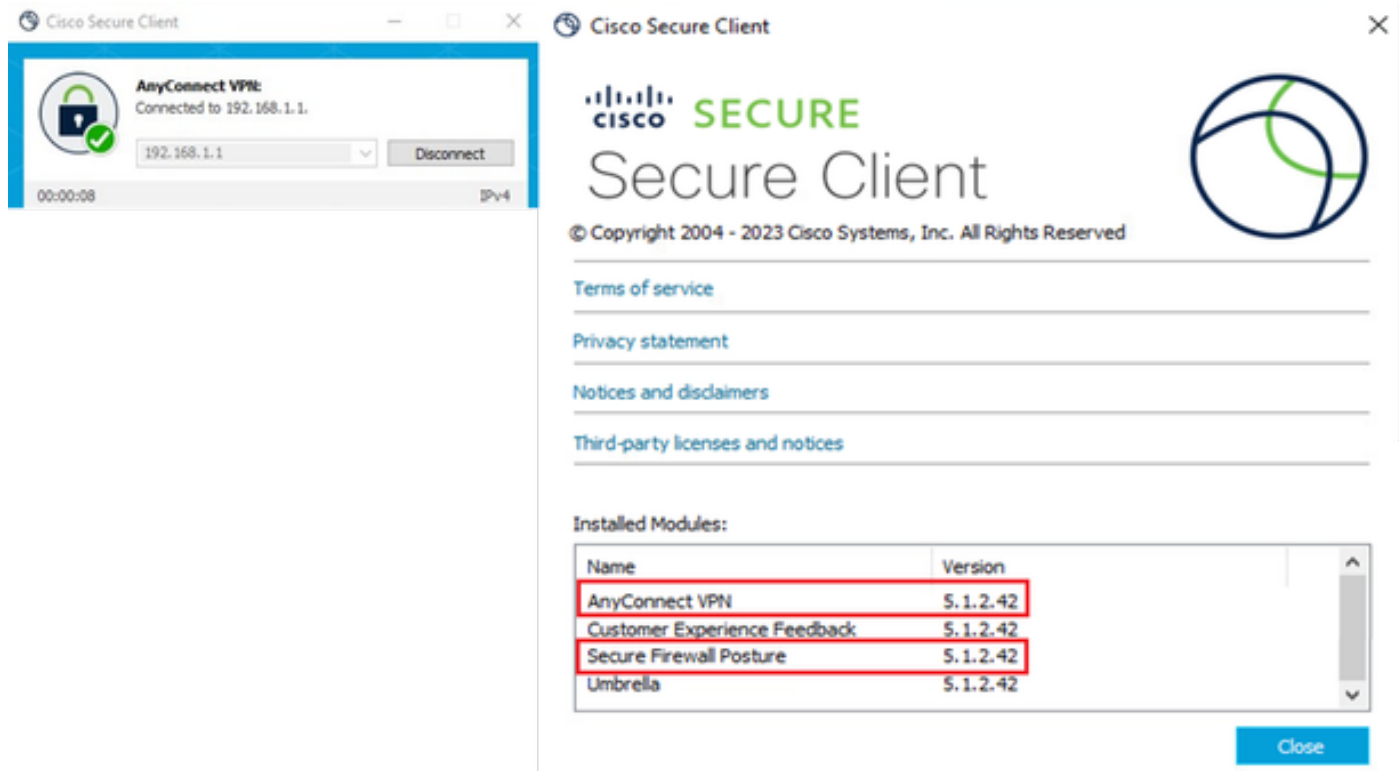 Cisco Secure Client
AnyConnect VPN:
Connected to 192.168.1.1.
192.168.1.1
Disconnect
00:00:08
IPv4
Cisco Secure Client
CISCO SECURE
Secure Client
© Copyright 2004 - 2023 Cisco Systems, Inc. All Rights Reserved
Terms of service
Privacy statement
Notices and disclaimers
Third-party licenses and notices
Installed Modules:
Name Version
AnyConnect VPN 5.1.2.42
Customer Experience Feedback 5.1.2.42
Secure Firewall Posture 5.1.2.42
Umbrella 5.1.2.42
Close